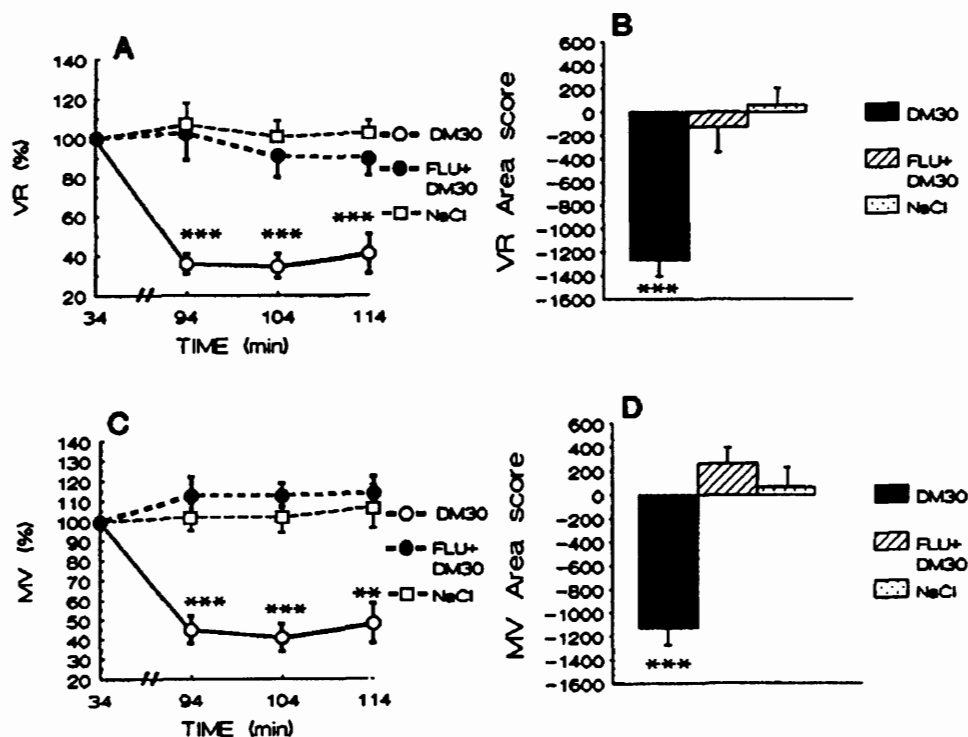 A
VR (%)
140
120
100
80
60
40
20
*** *** ***
34 94 104 114
TIME (min)
DM30
FLU+
DM30
NaCl
B
VR Area score
600
400
200
0
-200
-400
-600
-800
-1000
-1200
-1400
-1600
***
DM30
FLU+
DM30
NaCl
C
MV (%)
140
130
120
110
100
90
80
70
60
50
40
30
20
*** *** **
34 94 104 114
TIME (min)
DM30
FLU+
DM30
NaCl
D
MV Area score
600
400
200
0
-200
-400
-600
-800
-1000
-1200
-1400
-1600
***
DM30
FLU+
DM30
NaCl